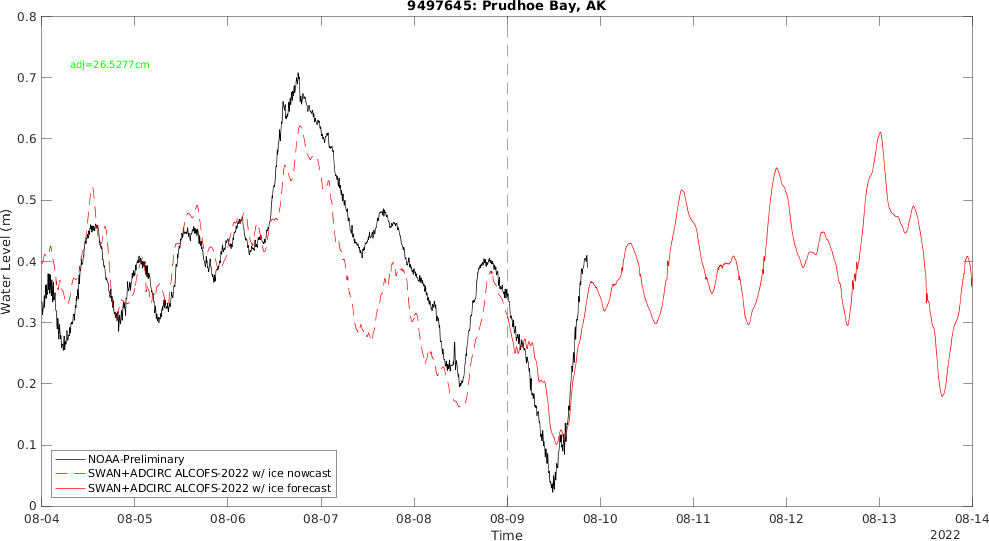 9497645: Prudhoe Bay, AK
adj=26.5277cm
Water Level (m)
0.8
0.7
0.6
0.5
0.4
0.3
0.2
0.1
0
NOAA-Preliminary
SWAN+ADCIRC ALCOFS-2022 w/ ice nowcast
SWAN+ADCIRC ALCOFS-2022 w/ ice forecast
08-04 08-05 08-06 08-07 08-08 08-09 08-10 08-11 08-12 08-13 08-14
Time
2022